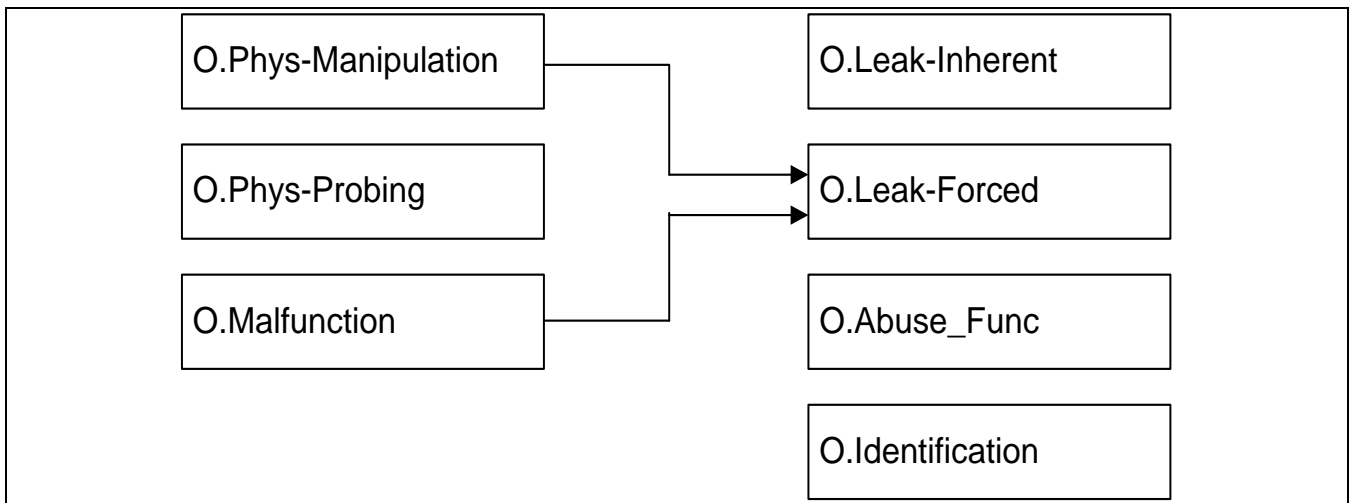 O.Phys-Manipulation
O.Leak-Inherent
O.Phys-Probing
O.Leak-Forced
O.Malfunction
O.Abuse_Func
O.Identification